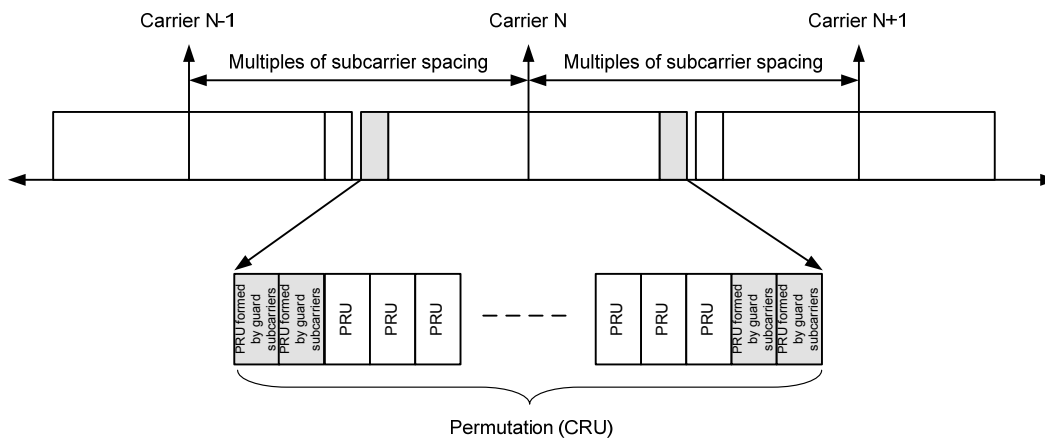 Carrier N-1
Carrier N
Carrier N+1
Multiples of subcarrier spacing
Multiples of subcarrier spacing
PRU formed
by guard
subcarriers
PRU formed
by guard
subcarriers
PRU
PRU
PRU
PRU
PRU
PRU
PRU formed
by guard
subcarriers
PRU formed
by guard
subcarriers
Permutation (CRU)